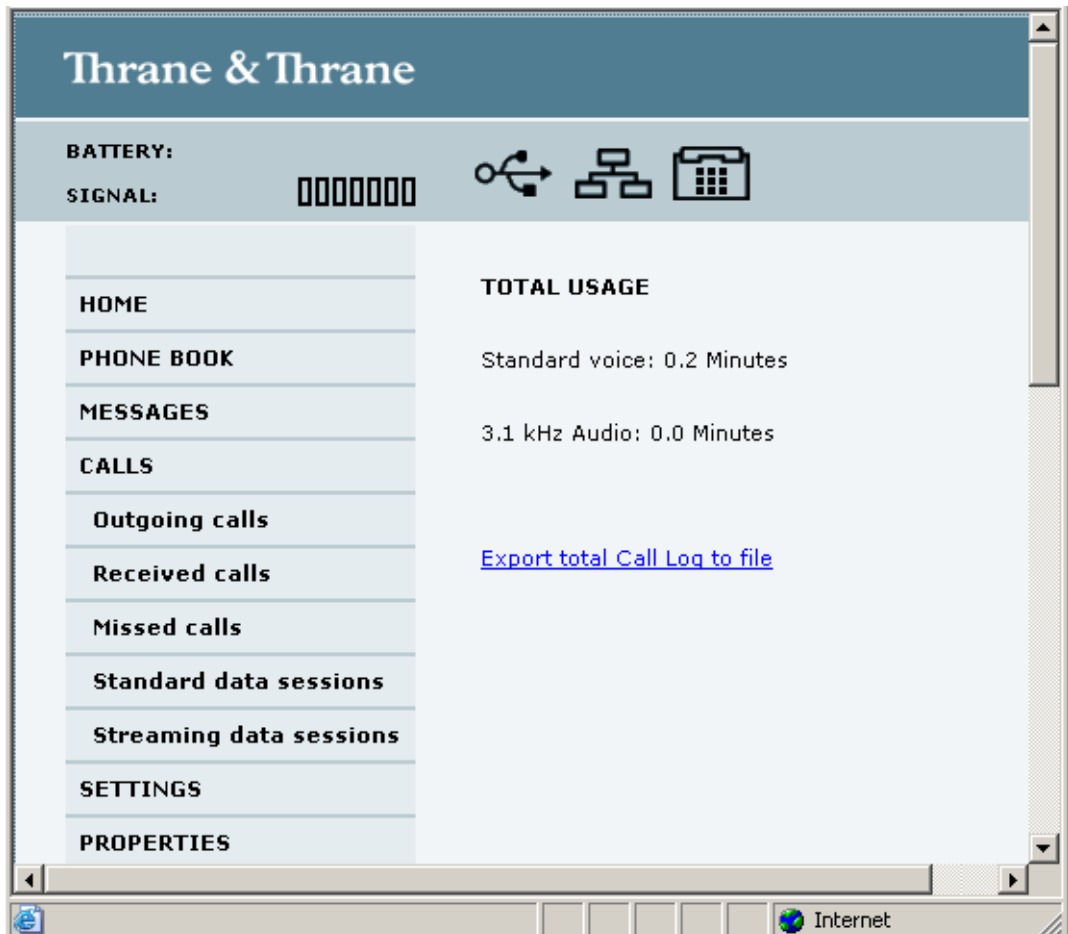 Thrane & Thrane
BATTERY:
SIGNAL:
HOME
PHONE BOOK
MESSAGES
CALLS
Outgoing calls
Received calls
Missed calls
Standard data sessions
Streaming data sessions
SETTINGS
PROPERTIES
TOTAL USAGE
Standard voice: 0.2 Minutes
3.1 kHz Audio: 0.0 Minutes
Export total Call Log to file
Internet